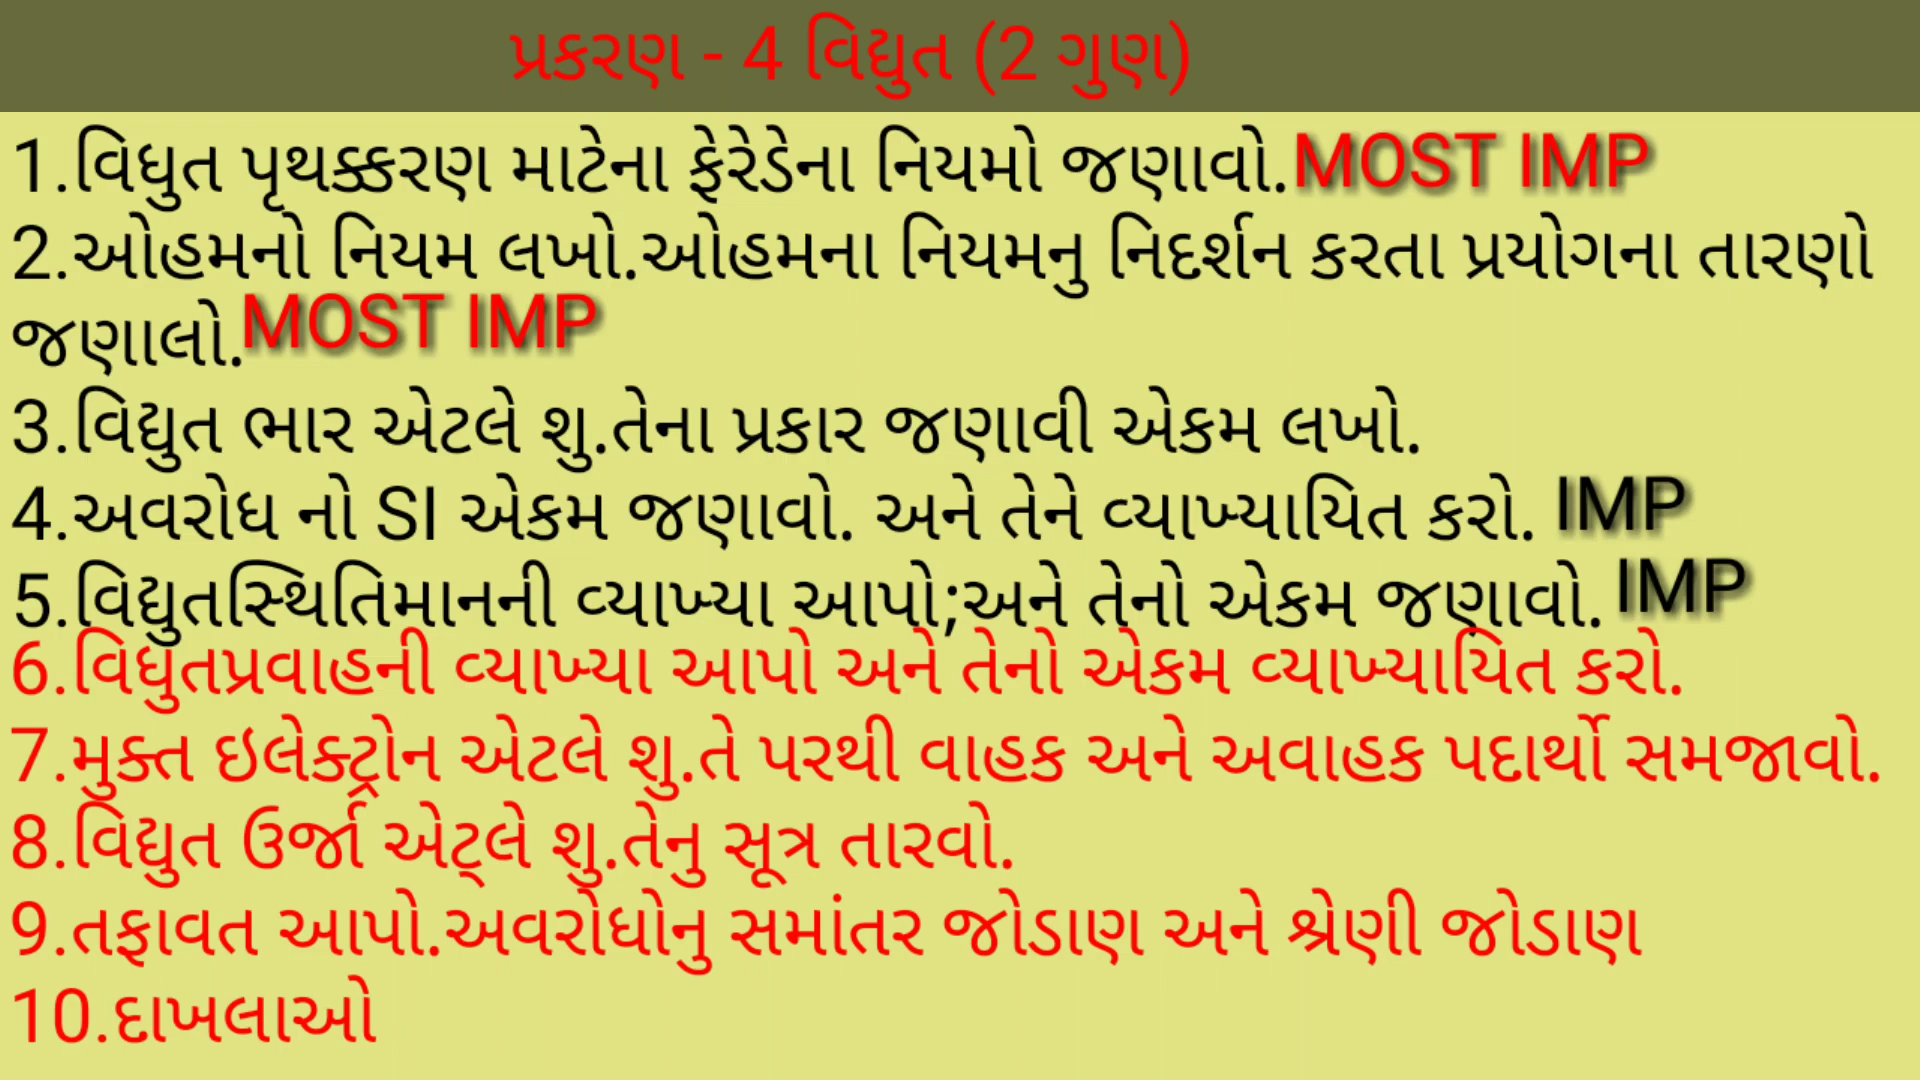 પ્રકરણ - 4 વિદ્યુત (2 ગુણ)
1.વિધુત પૃથક્કરણ માટેના ફેરેડેના નિયમો જણાવો.MOST IMP
2.ઓહમનો નિયમ લખો.ઓહમના નિયમનુ નિદર્શન કરતા પ્રયોગના તારણો
જણાલો.MOST IMP
3.વિદ્યુત ભાર એટલે શુ.તેના પ્રકાર જણાવી એકમ લખો.
4.અવરોધ નો SI એકમ જણાવો. અને તેને વ્યાખ્યાયિત કરો. IMP
5.વિદ્યુતસ્થિતિમાનની વ્યાખ્યા આપો;અને તેનો એકમ જણાવો. IMP
6.વિધુતપ્રવાહની વ્યાખ્યા આપો અને તેનો એકમ વ્યાખ્યાયિત કરો.
7.મુક્ત ઇલેક્ટ્રોન એટલે શુ.તે પરથી વાહક અને અવાહક પદાર્થો સમજાવો.
8.વિદ્યુત ઉર્જા એટ્લે શુ.તેનુ સૂત્ર તારવો.
9.તફાવત આપો.અવરોધોનુ સમાંતર જોડાણ અને શ્રેણી જોડાણ
10.દાખલાઓ